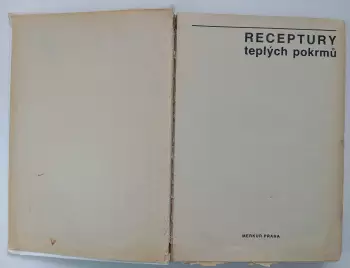 RECEPTURY
teplých pokrmů
MERKUR PRAHA